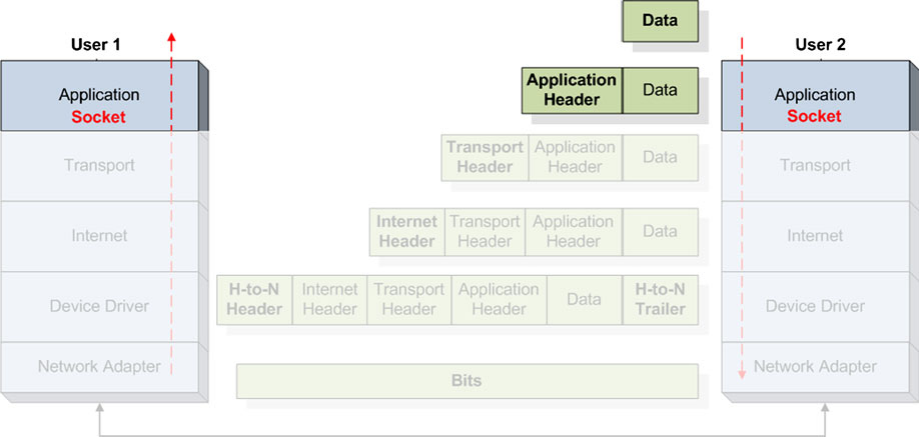 Data
User 1
User 2
Application
Socket
Application
Header
Data
Application
Socket
Transport
Transport
Header
Application
Header
Data
Transport
Internet
Internet
Header
Transport
Header
Application
Header
Data
Internet
Device Driver
H-to-N
Header
Internet
Header
Transport
Header
Application
Header
Data
H-to-N
Trailer
Device Driver
Network Adapter
Bits
Network Adapter